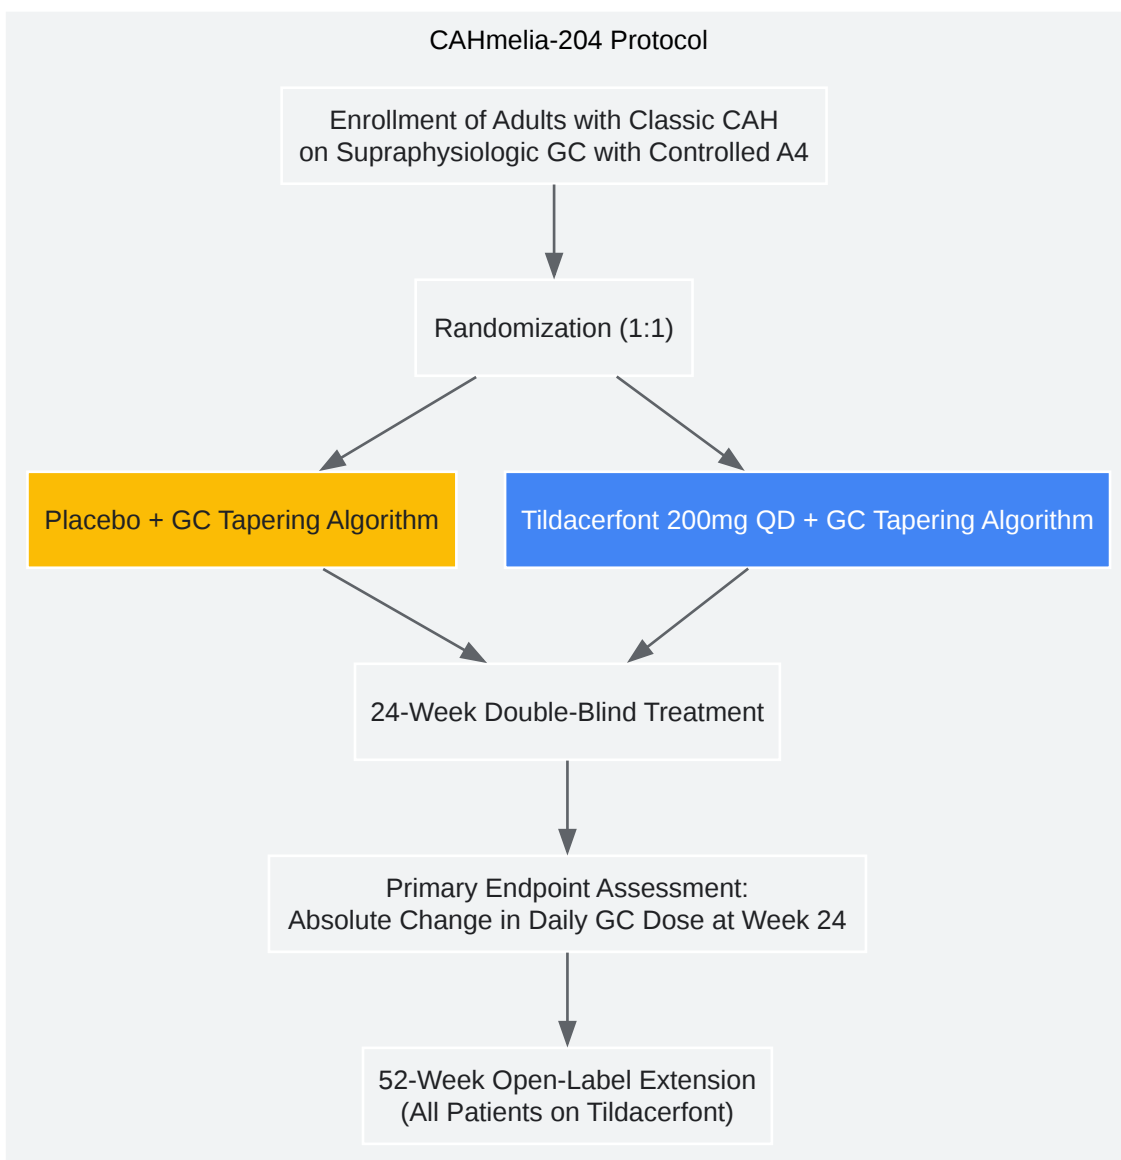 CAHmelia-204 Protocol
Enrollment of Adults with Classic CAH
on Supraphysiologic GC with Controlled A4
Randomization (1:1)
Placebo + GC Tapering Algorithm
Tildacerfont 200mg QD + GC Tapering Algorithm
24-Week Double-Blind Treatment
Primary Endpoint Assessment:
Absolute Change in Daily GC Dose at Week 24
52-Week Open-Label Extension
(All Patients on Tildacerfont)